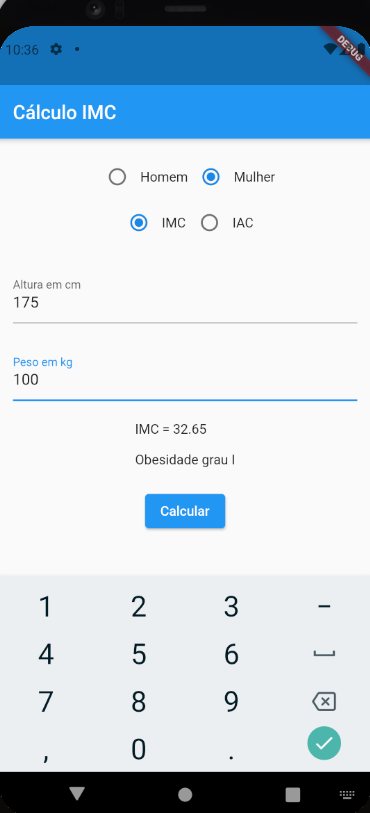 10:36
DEBUG
Cálculo IMC
Homem Mulher
IMC IAC
Altura em cm
175
Peso em kg
100
IMC = 32.65
Obesidade grau I
Calcular
1 2 3 -
4 5 6
7 8 9
, 0 .